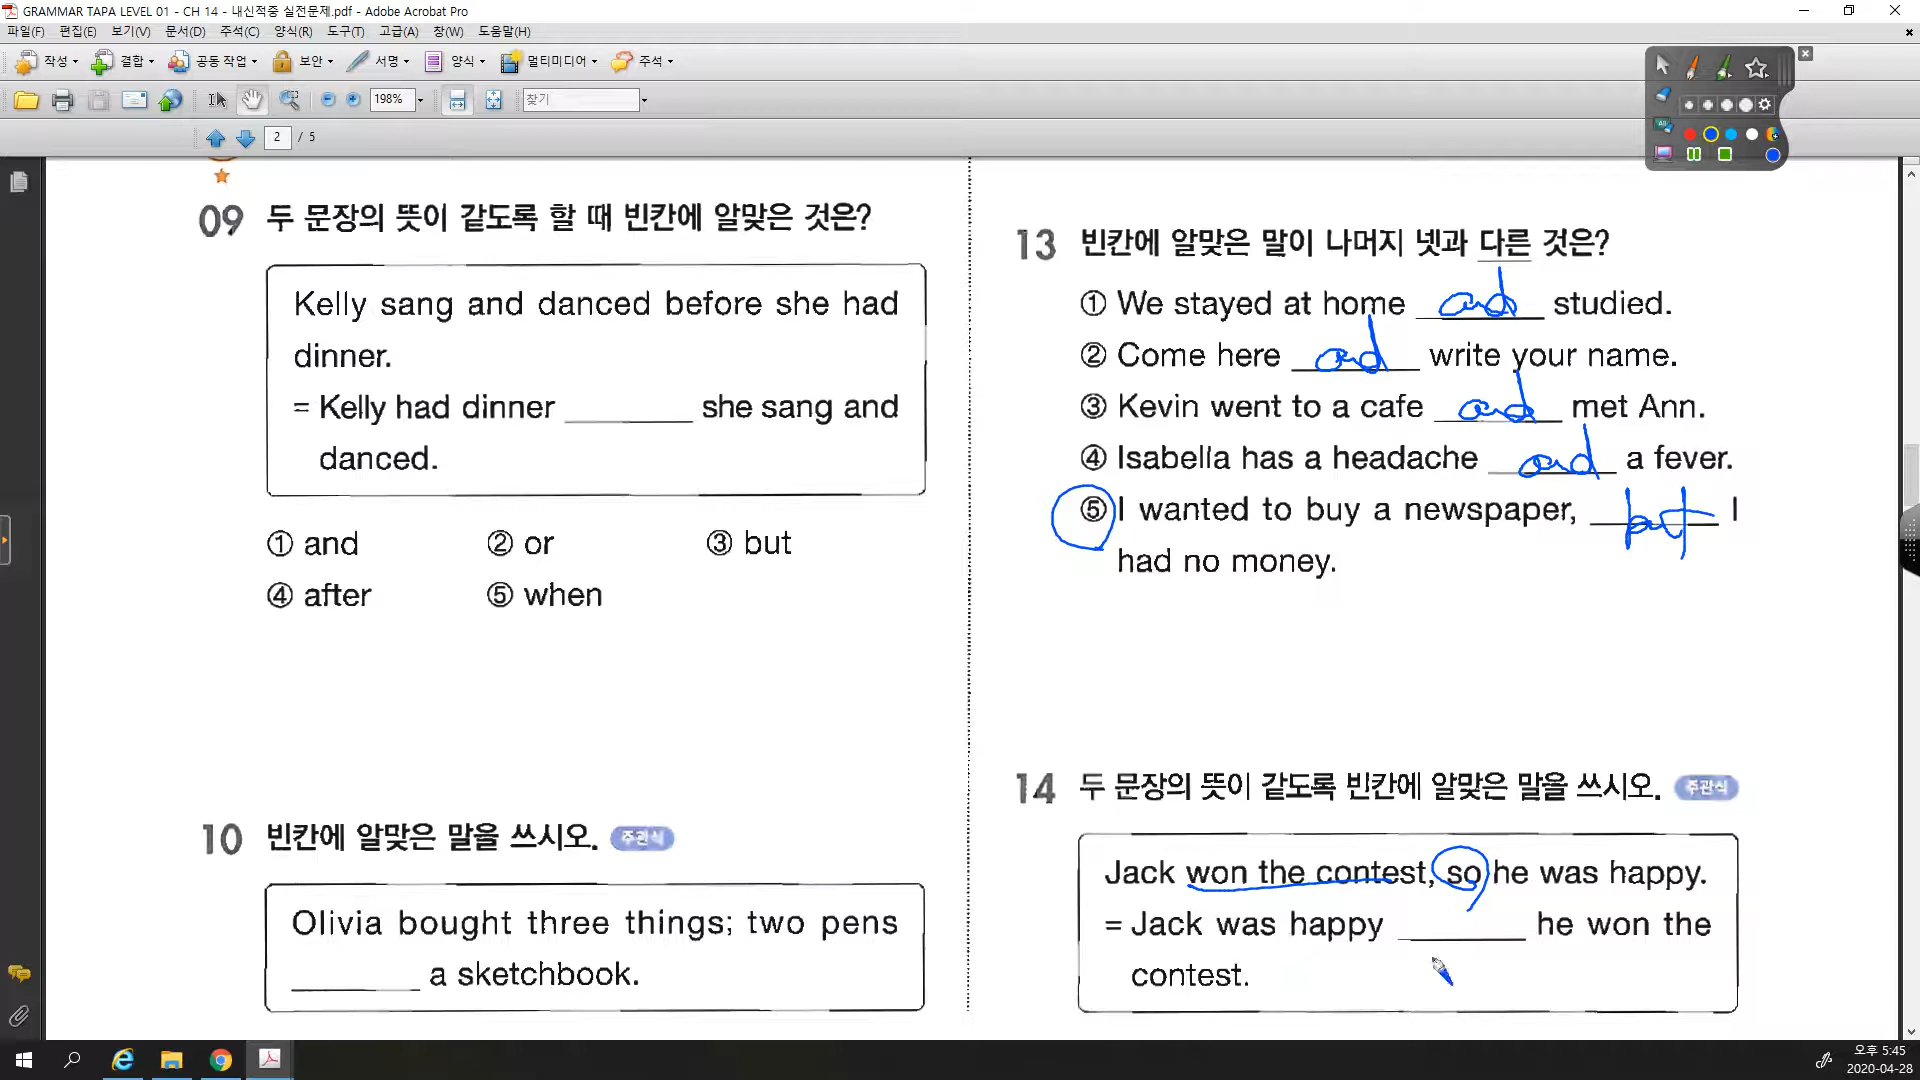 GRAMMAR TAPA LEVEL 01 - CH 14 - 내신적중 실전문제.pdf - Adobe Acrobat Pro
파일(F) 편집(E) 보기(V) 문서(D) 주석(C) 양식(R) 도구(T) 고급(A) 창(W) 도움말(H)
작성 결합 공동 작업 보안 서명 양식 멀티미디어 주석
198% 찾기
2 / 5
09 두 문장의 뜻이 같도록 할 때 빈칸에 알맞은 것은?
Kelly sang and danced before she had
dinner.
= Kelly had dinner ________ she sang and
danced.
① and ② or ③ but
④ after ⑤ when
10 빈칸에 알맞은 말을 쓰시오. 주관식
Olivia bought three things; two pens
________ a sketchbook.
13 빈칸에 알맞은 말이 나머지 넷과 다른 것은?
① We stayed at home and studied.
② Come here and write your name.
③ Kevin went to a cafe and met Ann.
④ Isabella has a headache and a fever.
⑤ I wanted to buy a newspaper, but I
had no money.
14 두 문장의 뜻이 같도록 빈칸에 알맞은 말을 쓰시오. 주관식
Jack won the contest, so he was happy.
= Jack was happy ________ he won the
contest.
오후 5:45
2020-04-28